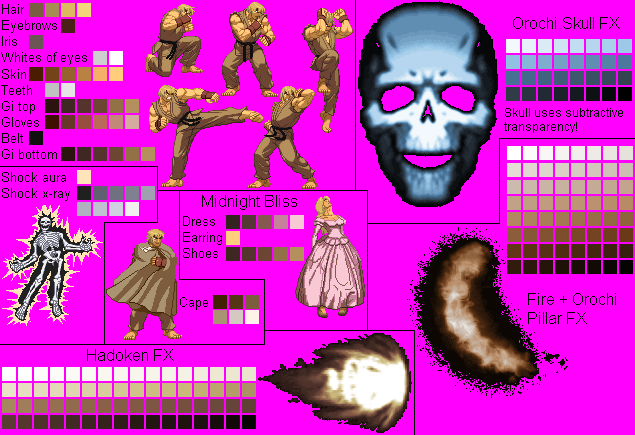 Hair
Eyebrows
Iris
Whites of eyes
Skin
Teeth
Gi top
Gloves
Belt
Gi bottom
Shock aura
Shock x-ray
Midnight Bliss
Dress
Earring
Shoes
Cape
Orochi Skull FX
Skull uses subtractive
transparency!
Fire + Orochi
Pillar FX
Hadoken FX